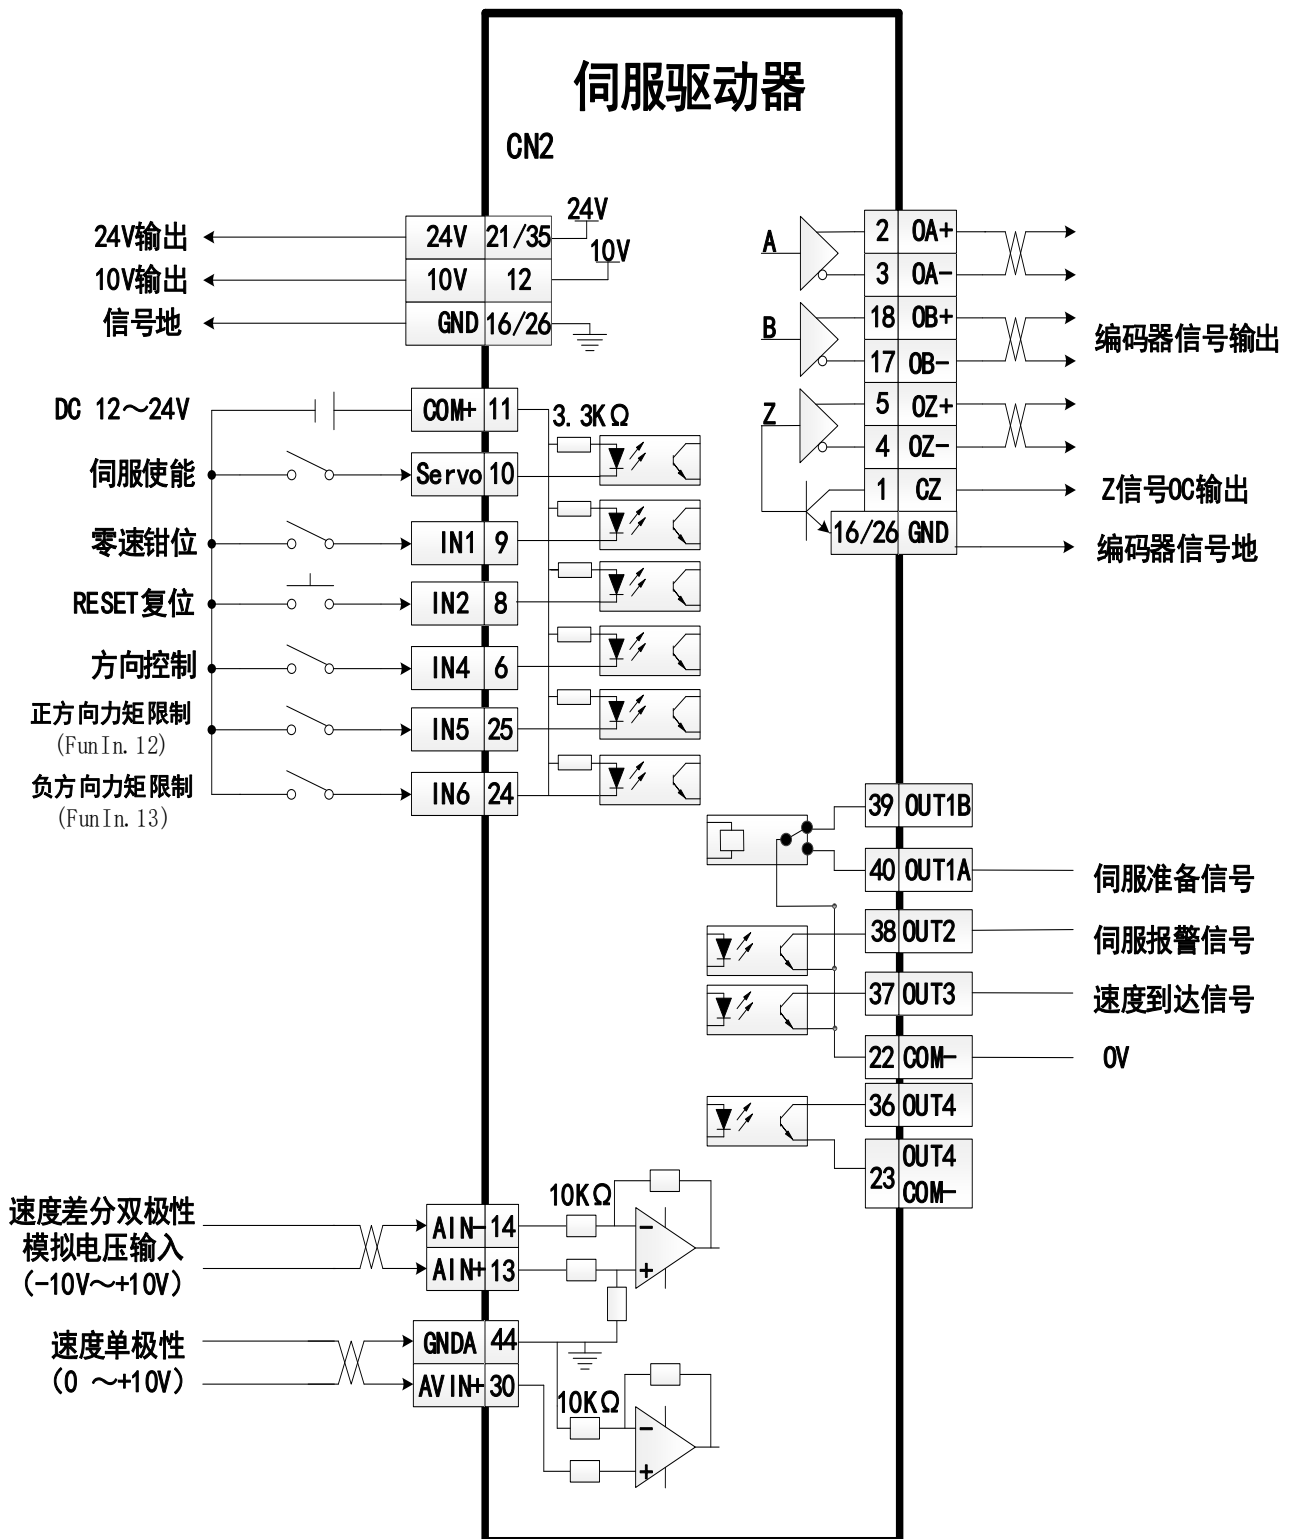 伺服驱动器
CN2
24V输出
24V
21/35
24V
10V输出
10V
12
10V
信号地
GND
16/26
DC 12～24V
COM+
11
3.3KΩ
伺服使能
Servo
10
零速钳位
IN1
9
RESET复位
IN2
8
方向控制
IN4
6
正方向力矩限制
(FunIn.12)
IN5
25
负方向力矩限制
(FunIn.13)
IN6
24
A
2
OA+
3
OA-
B
18
OB+
17
OB-
编码器信号输出
Z
5
OZ+
4
OZ-
1
CZ
Z信号OC输出
16/26
GND
编码器信号地
39
OUT1B
40
OUT1A
伺服准备信号
38
OUT2
伺服报警信号
37
OUT3
速度到达信号
22
COM-
0V
36
OUT4
23
OUT4
COM-
速度差分双极性
模拟电压输入
(-10V～+10V)
AIN-
14
10KΩ
AIN+
13
速度单极性
(0 ～+10V)
GNDA
44
AVIN+
30
10KΩ
-
+
-
+